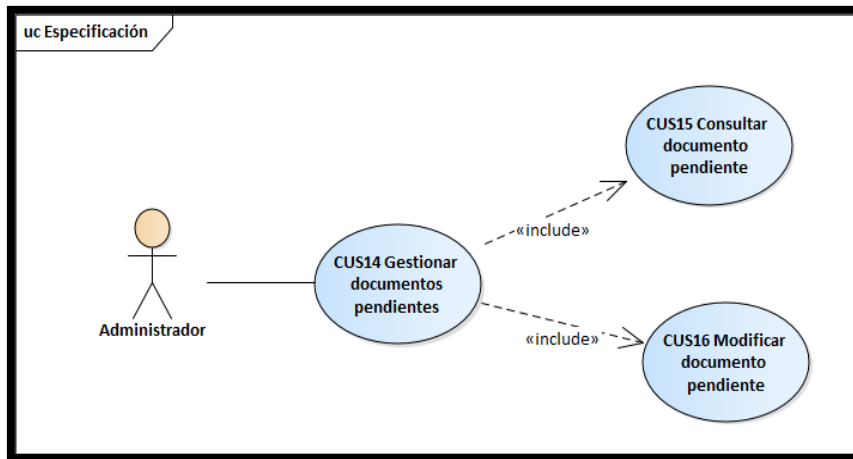 uc Especificación
CUS15 Consultar
documento
pendiente
«include»
CUS14 Gestionar
documentos
pendientes
Administrador
«include»
CUS16 Modificar
documento
pendiente